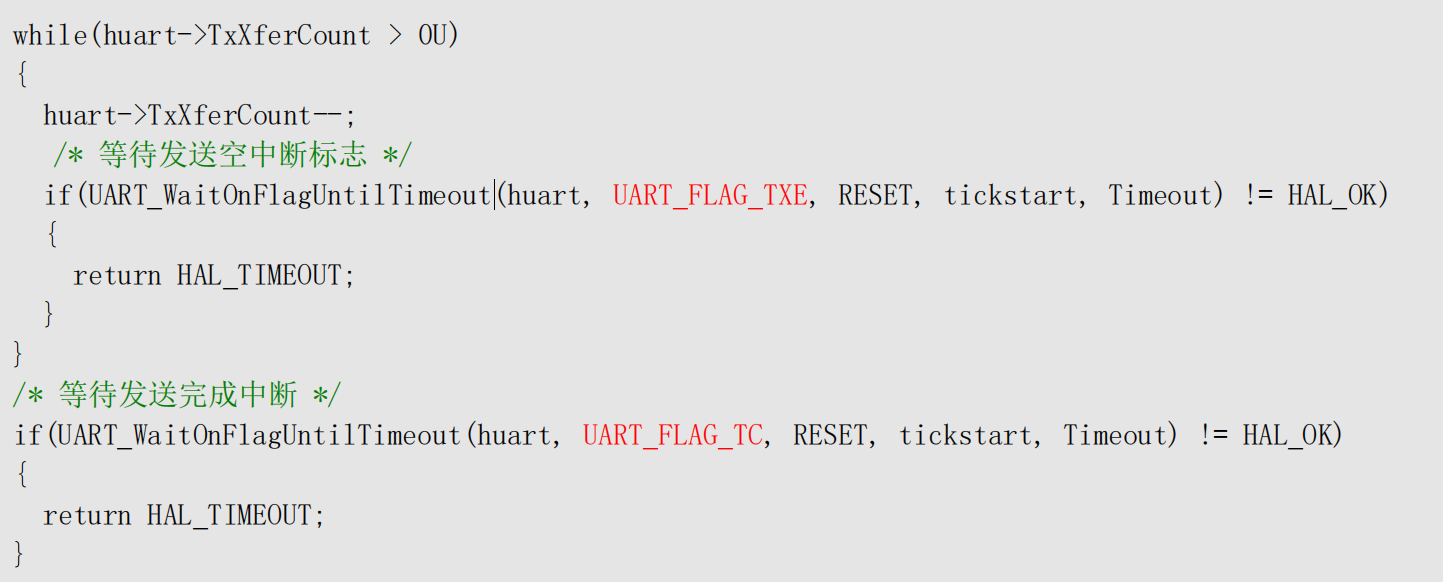 while(huart->TxXferCount > 0U)
{
huart->TxXferCount--;
/* 等待发送空中断标志 */
if(UART_WaitOnFlagUntilTimeout(huart, UART_FLAG_TXE, RESET, tickstart, Timeout) != HAL_OK)
{
return HAL_TIMEOUT;
}
}
/* 等待发送完成中断 */
if(UART_WaitOnFlagUntilTimeout(huart, UART_FLAG_TC, RESET, tickstart, Timeout) != HAL_OK)
{
return HAL_TIMEOUT;
}